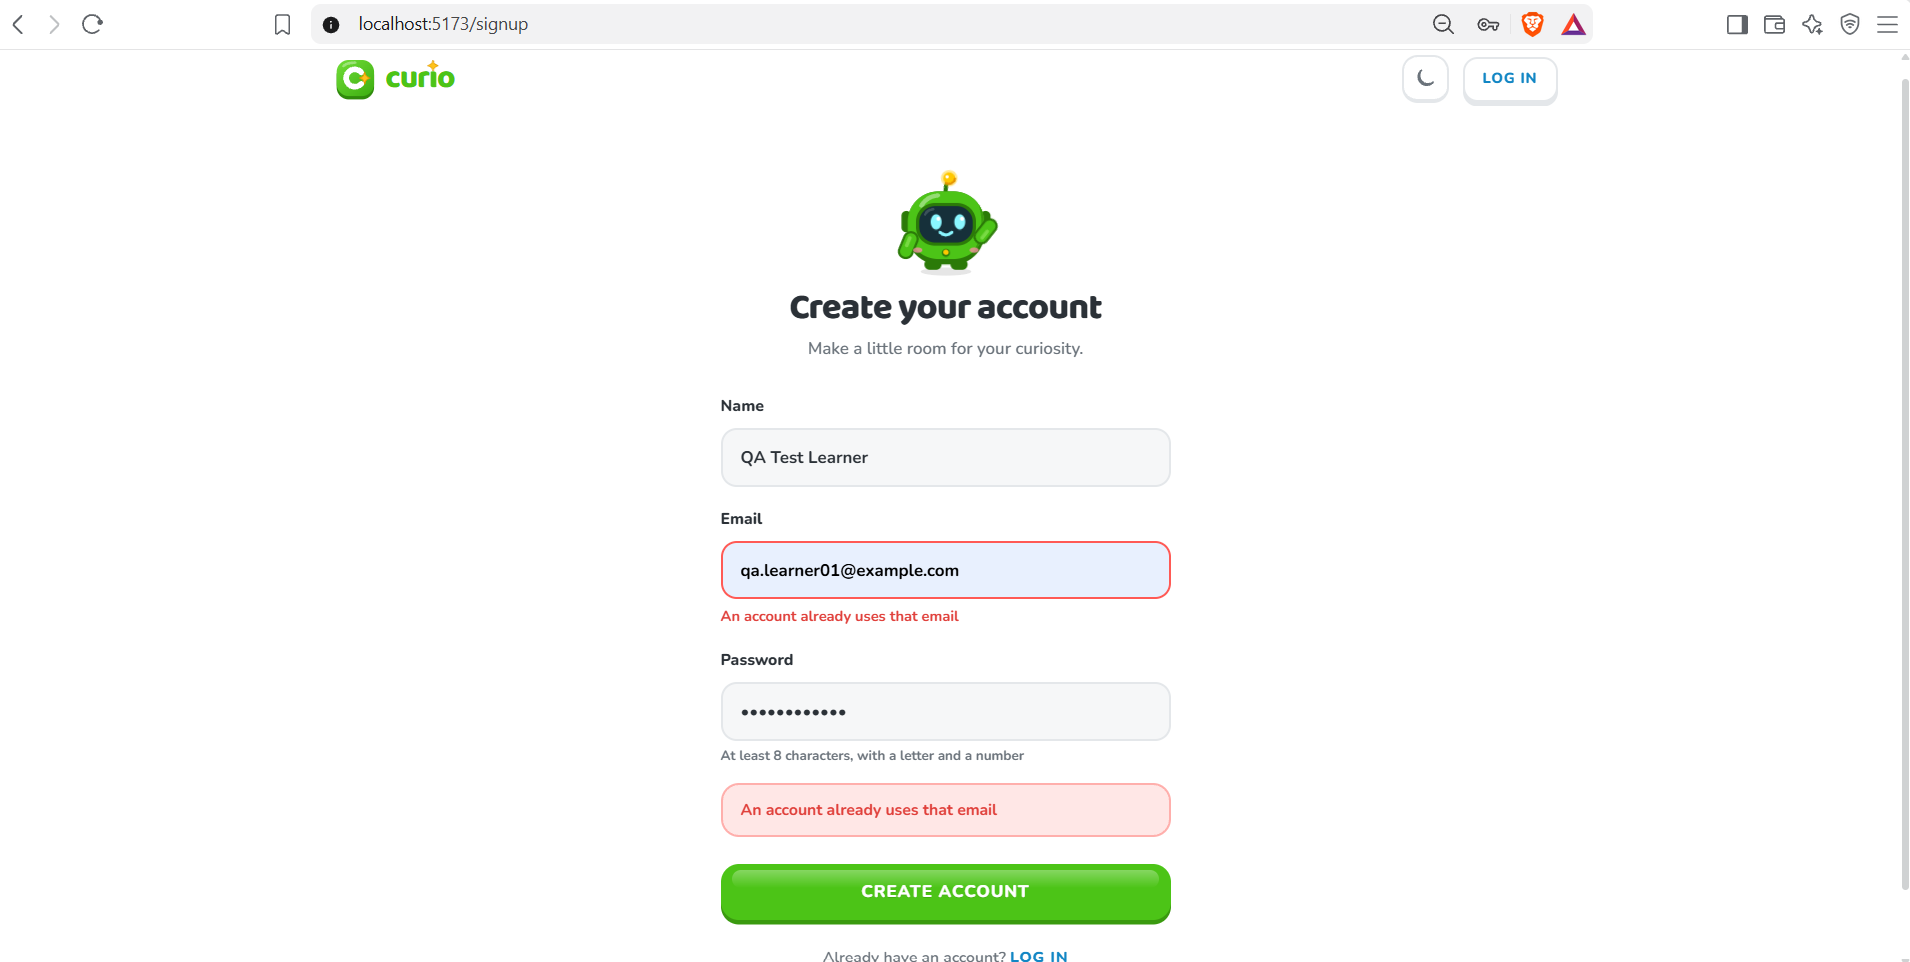 localhost:5173/signup
curio
LOG IN
Create your account
Make a little room for your curiosity.
Name
QA Test Learner
Email
qa.learner01@example.com
An account already uses that email
Password
••••••••••••
At least 8 characters, with a letter and a number
An account already uses that email
CREATE ACCOUNT
Already have an account? LOG IN